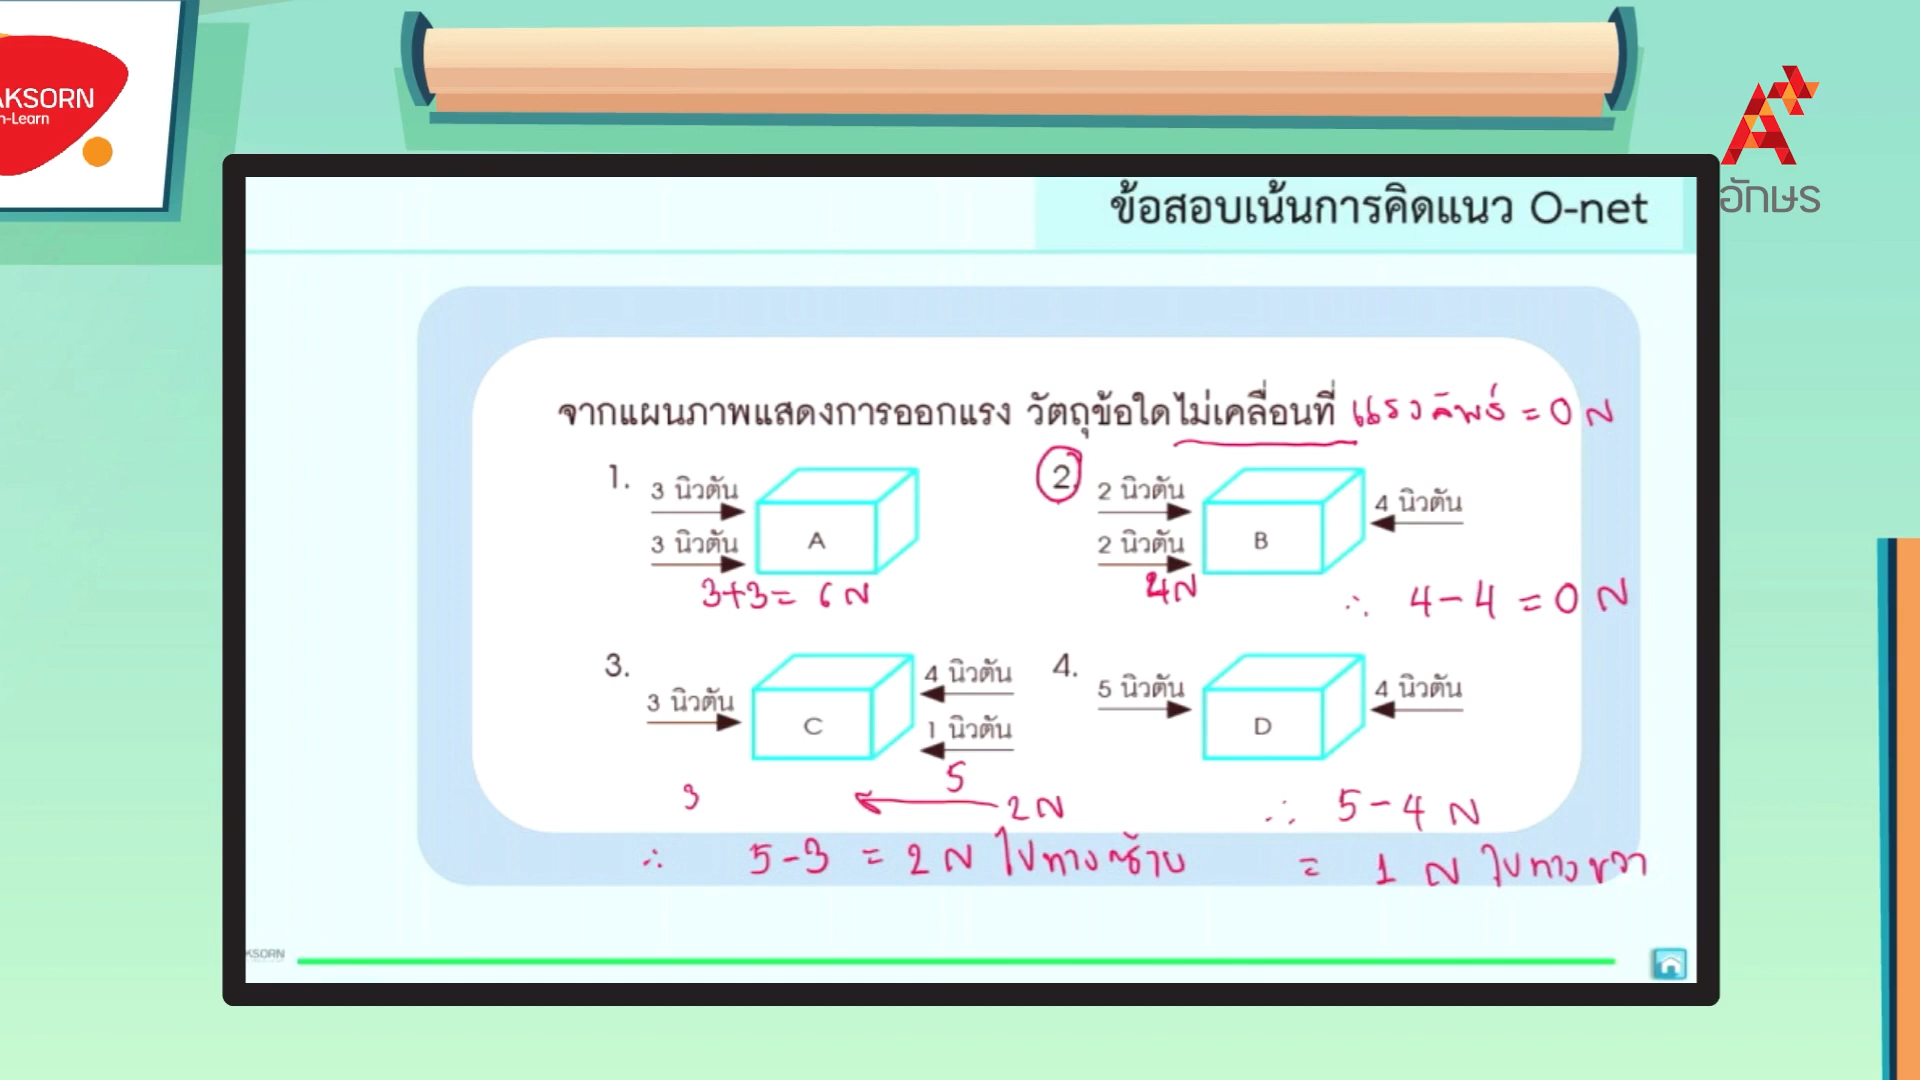 AKSORN
n-Learn
อักษร
ข้อสอบเน้นการคิดแนว O-net
จากแผนภาพแสดงการออกแรง วัตถุข้อใดไม่เคลื่อนที่ แรงลัพธ์ = 0 N
1.
3 นิวตัน
3 นิวตัน
A
3+3= 6 N
2
2 นิวตัน
2 นิวตัน
B
4 นิวตัน
4N
∴ 4-4 = 0 N
3.
3 นิวตัน
C
4 นิวตัน
1 นิวตัน
3
5
2N
∴ 5-3 = 2 N ไปทางซ้าย
4.
5 นิวตัน
D
4 นิวตัน
∴ 5-4 N
= 1 N ไปทางขวา
KSORN